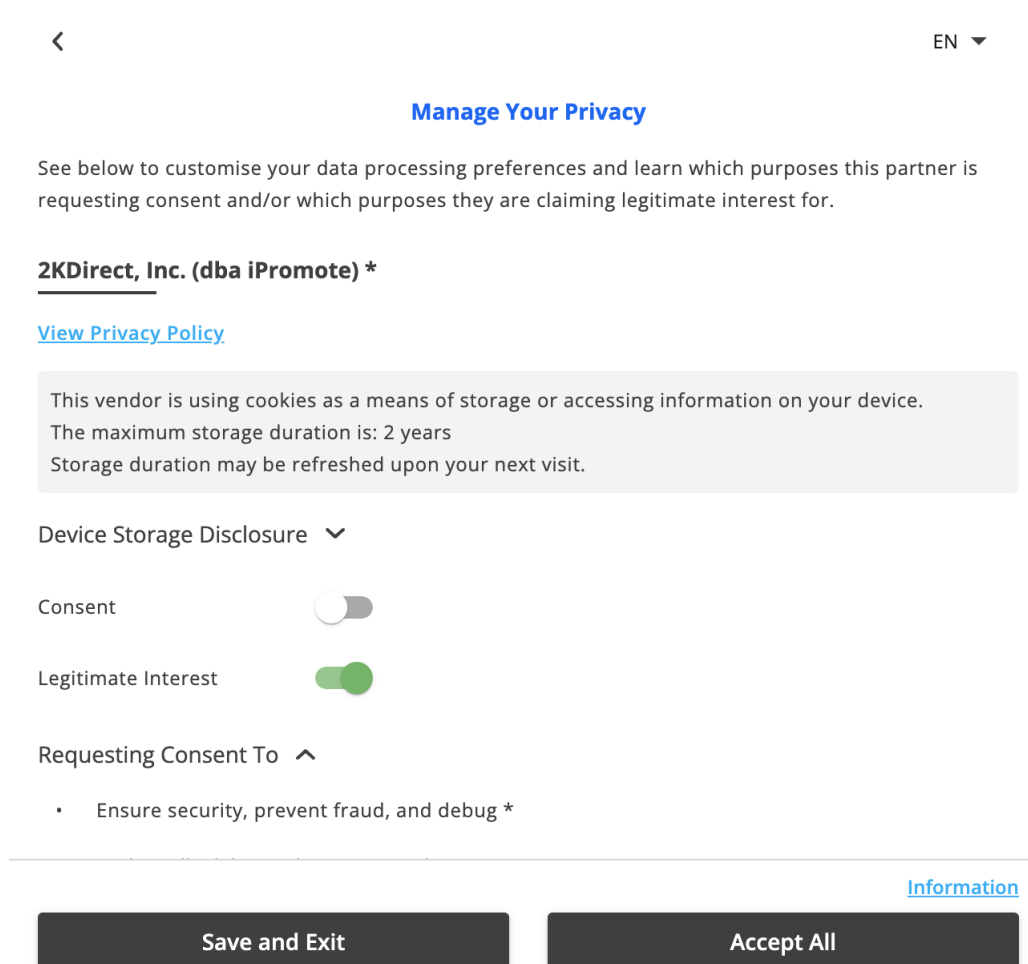 EN
Manage Your Privacy
See below to customise your data processing preferences and learn which purposes this partner is
requesting consent and/or which purposes they are claiming legitimate interest for.
2KDirect, Inc. (dba iPromote) *
View Privacy Policy
This vendor is using cookies as a means of storage or accessing information on your device.
The maximum storage duration is: 2 years
Storage duration may be refreshed upon your next visit.
Device Storage Disclosure
Consent
Legitimate Interest
Requesting Consent To
• Ensure security, prevent fraud, and debug *
Information
Save and Exit
Accept All